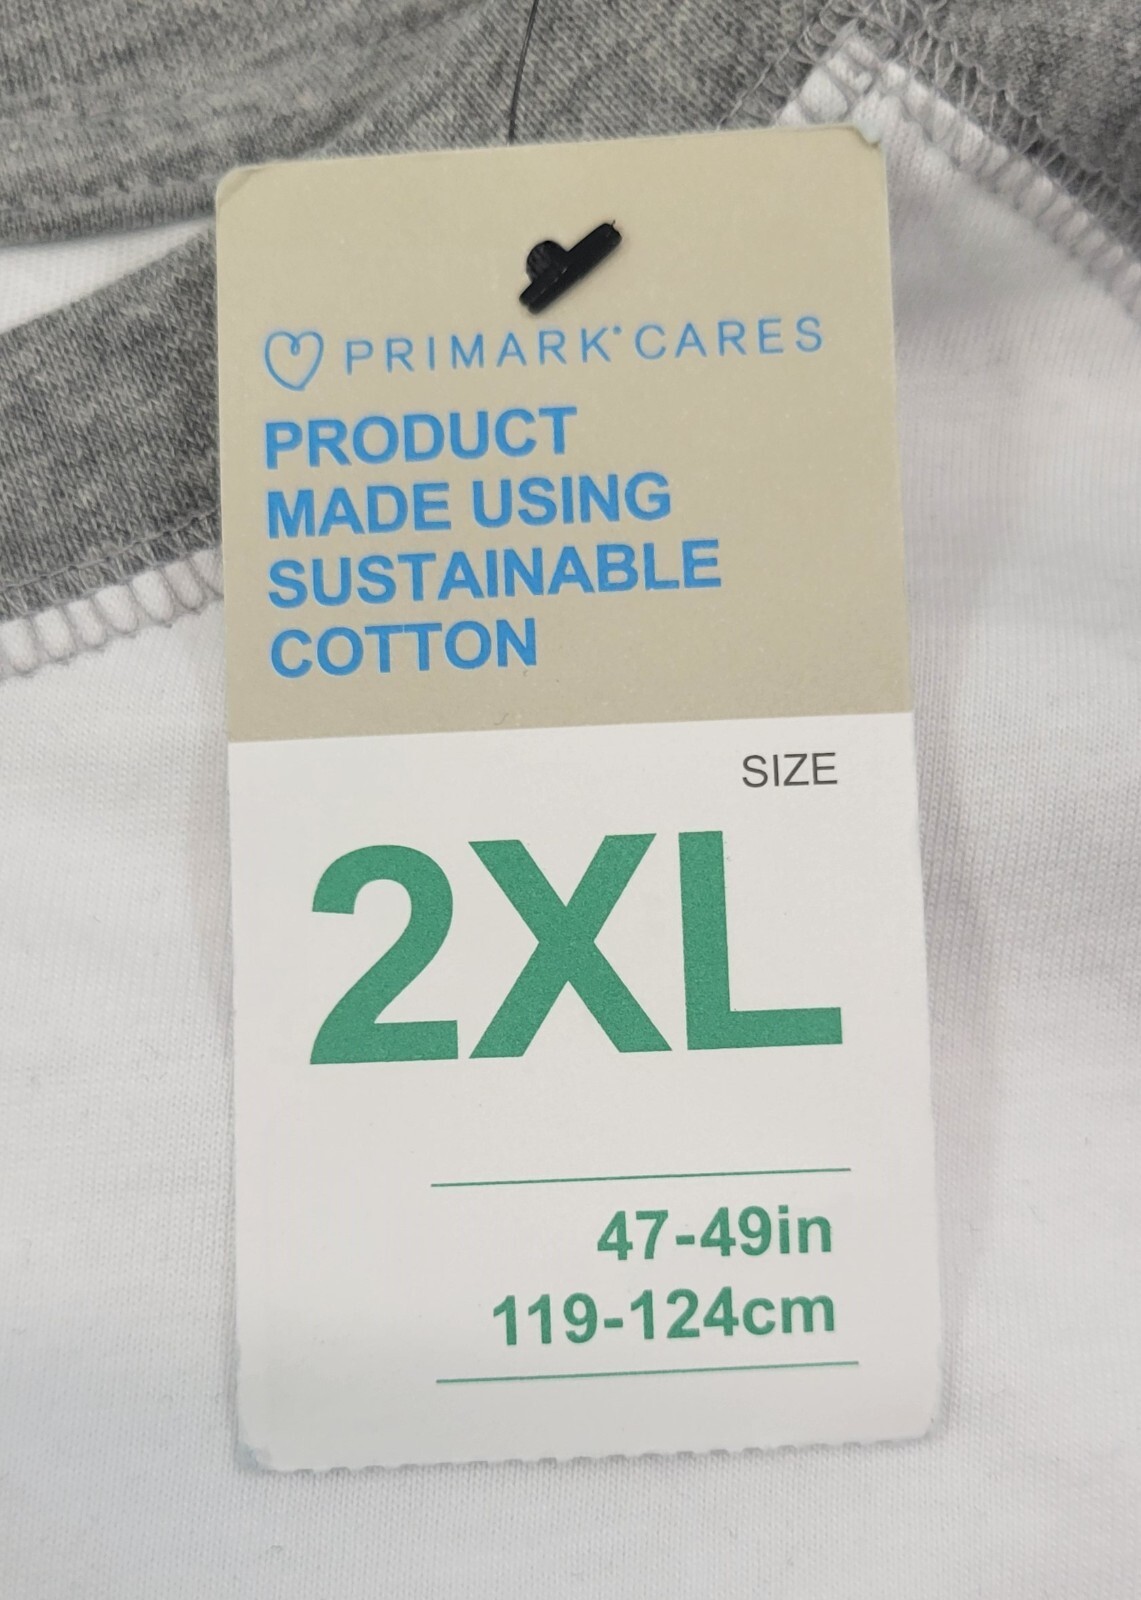 PRIMARK® CARES
PRODUCT
MADE USING
SUSTAINABLE
COTTON
SIZE
2XL
47-49in
119-124cm